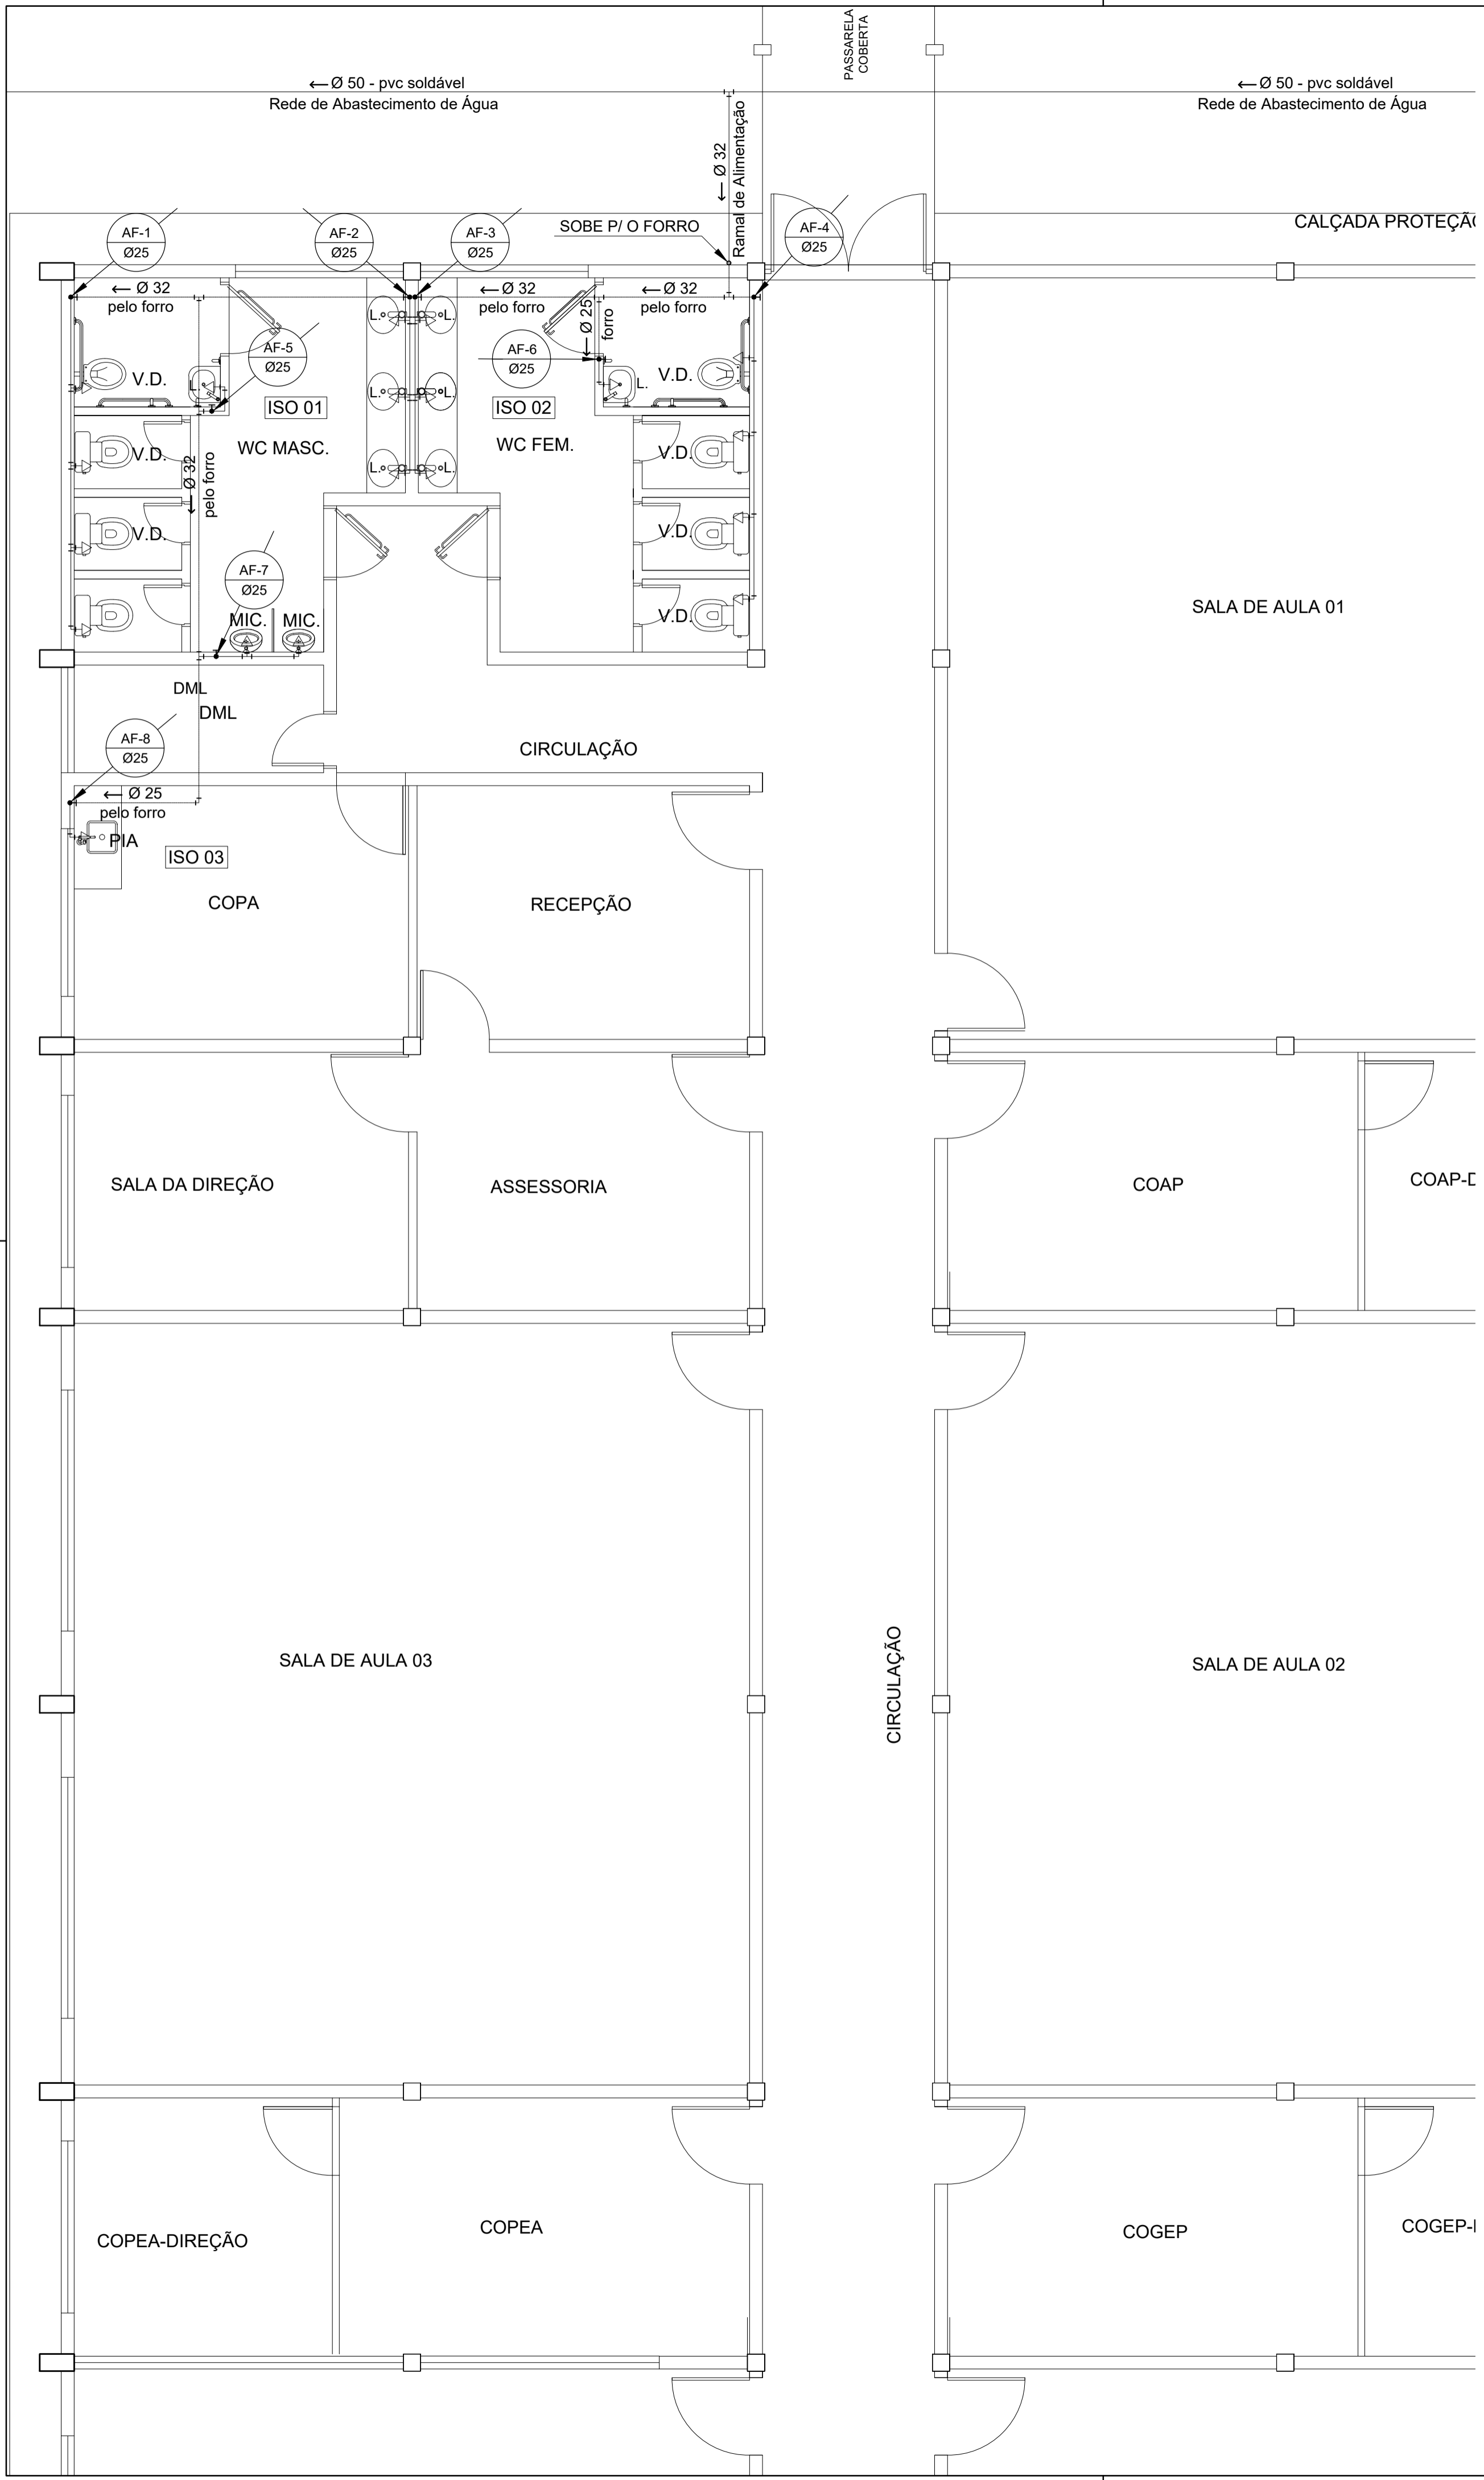 PASSARELA
COBERTA
← Ø 50 - pvc soldável
Rede de Abastecimento de Água
← Ø 50 - pvc soldável
Rede de Abastecimento de Água
← Ø 32
Ramal de Alimentação
SOBE P/ O FORRO
CALÇADA PROTEÇÃO
AF-1
Ø25
AF-2
Ø25
AF-3
Ø25
AF-4
Ø25
← Ø 32
pelo forro
← Ø 32
pelo forro
← Ø 32
pelo forro
← Ø 25
forro
L.
L.
AF-5
Ø25
AF-6
Ø25
V.D.
L.
L.
L.
L.
V.D.
ISO 01
ISO 02
WC MASC.
WC FEM.
V.D.
L.
L.
V.D.
← Ø 32
pelo forro
V.D.
V.D.
AF-7
Ø25
MIC.
MIC.
V.D.
SALA DE AULA 01
DML
DML
AF-8
Ø25
CIRCULAÇÃO
← Ø 25
pelo forro
PIA
ISO 03
COPA
RECEPÇÃO
SALA DA DIREÇÃO
ASSESSORIA
COAP
COAP-D
SALA DE AULA 03
CIRCULAÇÃO
SALA DE AULA 02
COPEA-DIREÇÃO
COPEA
COGEP
COGEP-